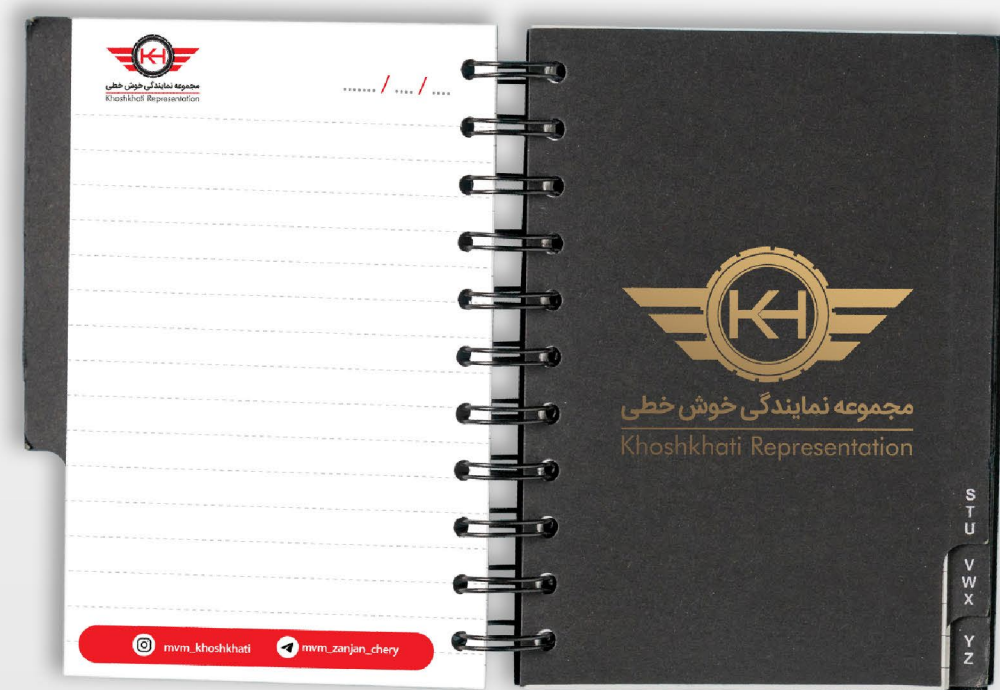 KH
مجموعه نمایندگی خوش خطی
Khoshkhati Representation
....... / .... / ....
mvm_khoshkhati
mvm_zanjan_chery
KH
مجموعه نمایندگی خوش خطی
Khoshkhati Representation
S
T
U
V
W
X
Y
Z